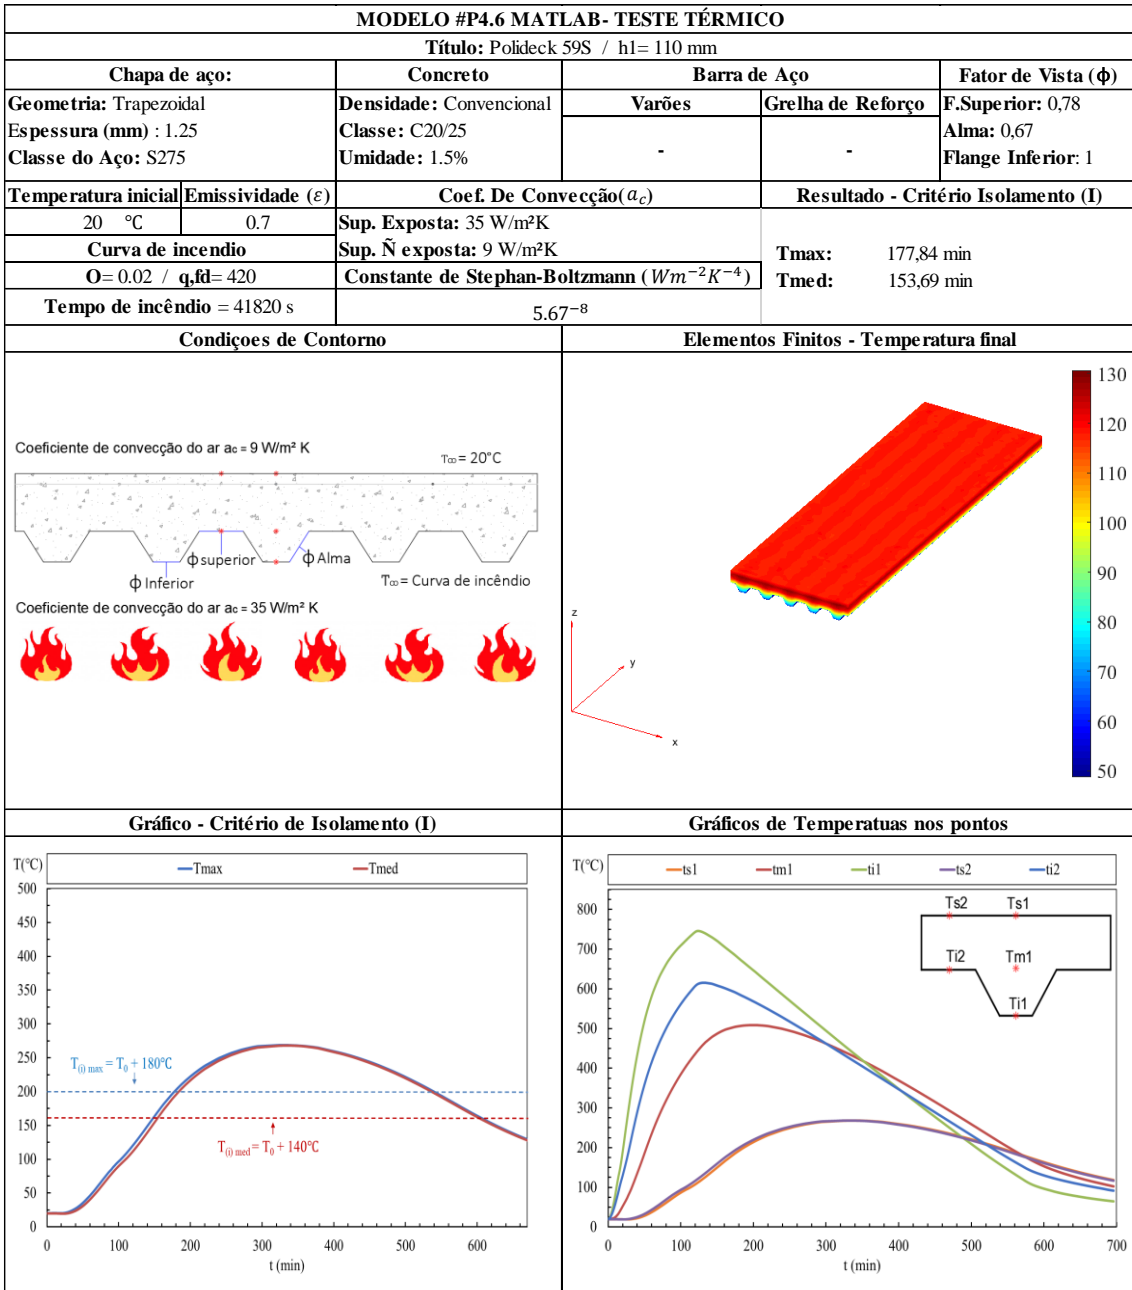 MODELO #P4.6 MATLAB- TESTE TÉRMICO
Título: Polideck 59S / h1= 110 mm
Chapa de aço:
Concreto
Barra de Aço
Fator de Vista (ϕ)
Geometria: Trapezoidal
Espessura (mm) : 1.25
Classe do Aço: S275
Densidade: Convencional
Classe: C20/25
Umidade: 1.5%
Varões
Grelha de Reforço
-
-
F.Superior: 0,78
Alma: 0,67
Flange Inferior: 1
Temperatura inicial
Emissividade (ε)
Coef. De Convecção(a_c)
Resultado - Critério Isolamento (I)
20 ℃
0.7
Sup. Exposta: 35 W/m²K
Sup. Ñ exposta: 9 W/m²K
Curva de incendio
O= 0.02 / q,fd= 420
Constante de Stephan-Boltzmann (Wm⁻²K⁻⁴)
Tempo de incêndio = 41820 s
5.67⁻⁸
Tmax: 177,84 min
Tmed: 153,69 min
Condiçoes de Contorno
Elementos Finitos - Temperatura final
Coeficiente de convecção do ar ac = 9 W/m² K
T∞ = 20°C
ϕ superior
ϕ Alma
ϕ Inferior
T∞ = Curva de incêndio
Coeficiente de convecção do ar ac = 35 W/m² K
z
y
x
130
120
110
100
90
80
70
60
50
Gráfico - Critério de Isolamento (I)
Gráficos de Temperatuas nos pontos
T(°C)
Tmax
Tmed
500
450
400
350
300
250
200
150
100
50
0
T(i) max = T0 + 180℃
T(i) med = T0 + 140℃
0
100
200
300
400
500
600
t (min)
T(°C)
ts1
tm1
ti1
ts2
ti2
800
700
600
500
400
300
200
100
0
Ts2
Ts1
Ti2
Tm1
Ti1
0
100
200
300
400
500
600
700
t (min)